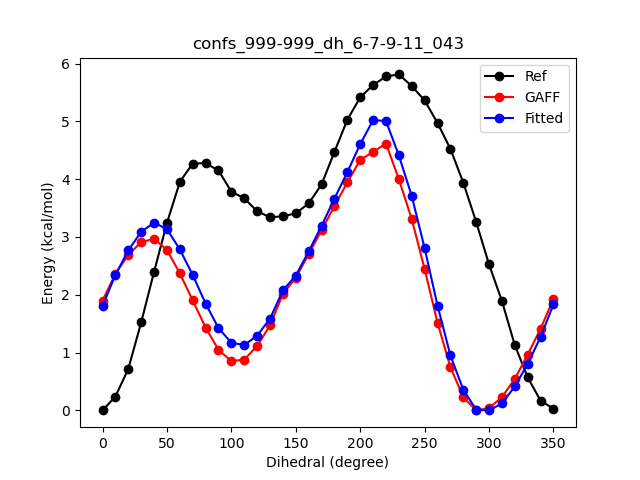 confs_999-999_dh_6-7-9-11_043
Ref
GAFF
Fitted
6
5
4
3
2
1
0
Energy (kcal/mol)
0 50 100 150 200 250 300 350
Dihedral (degree)